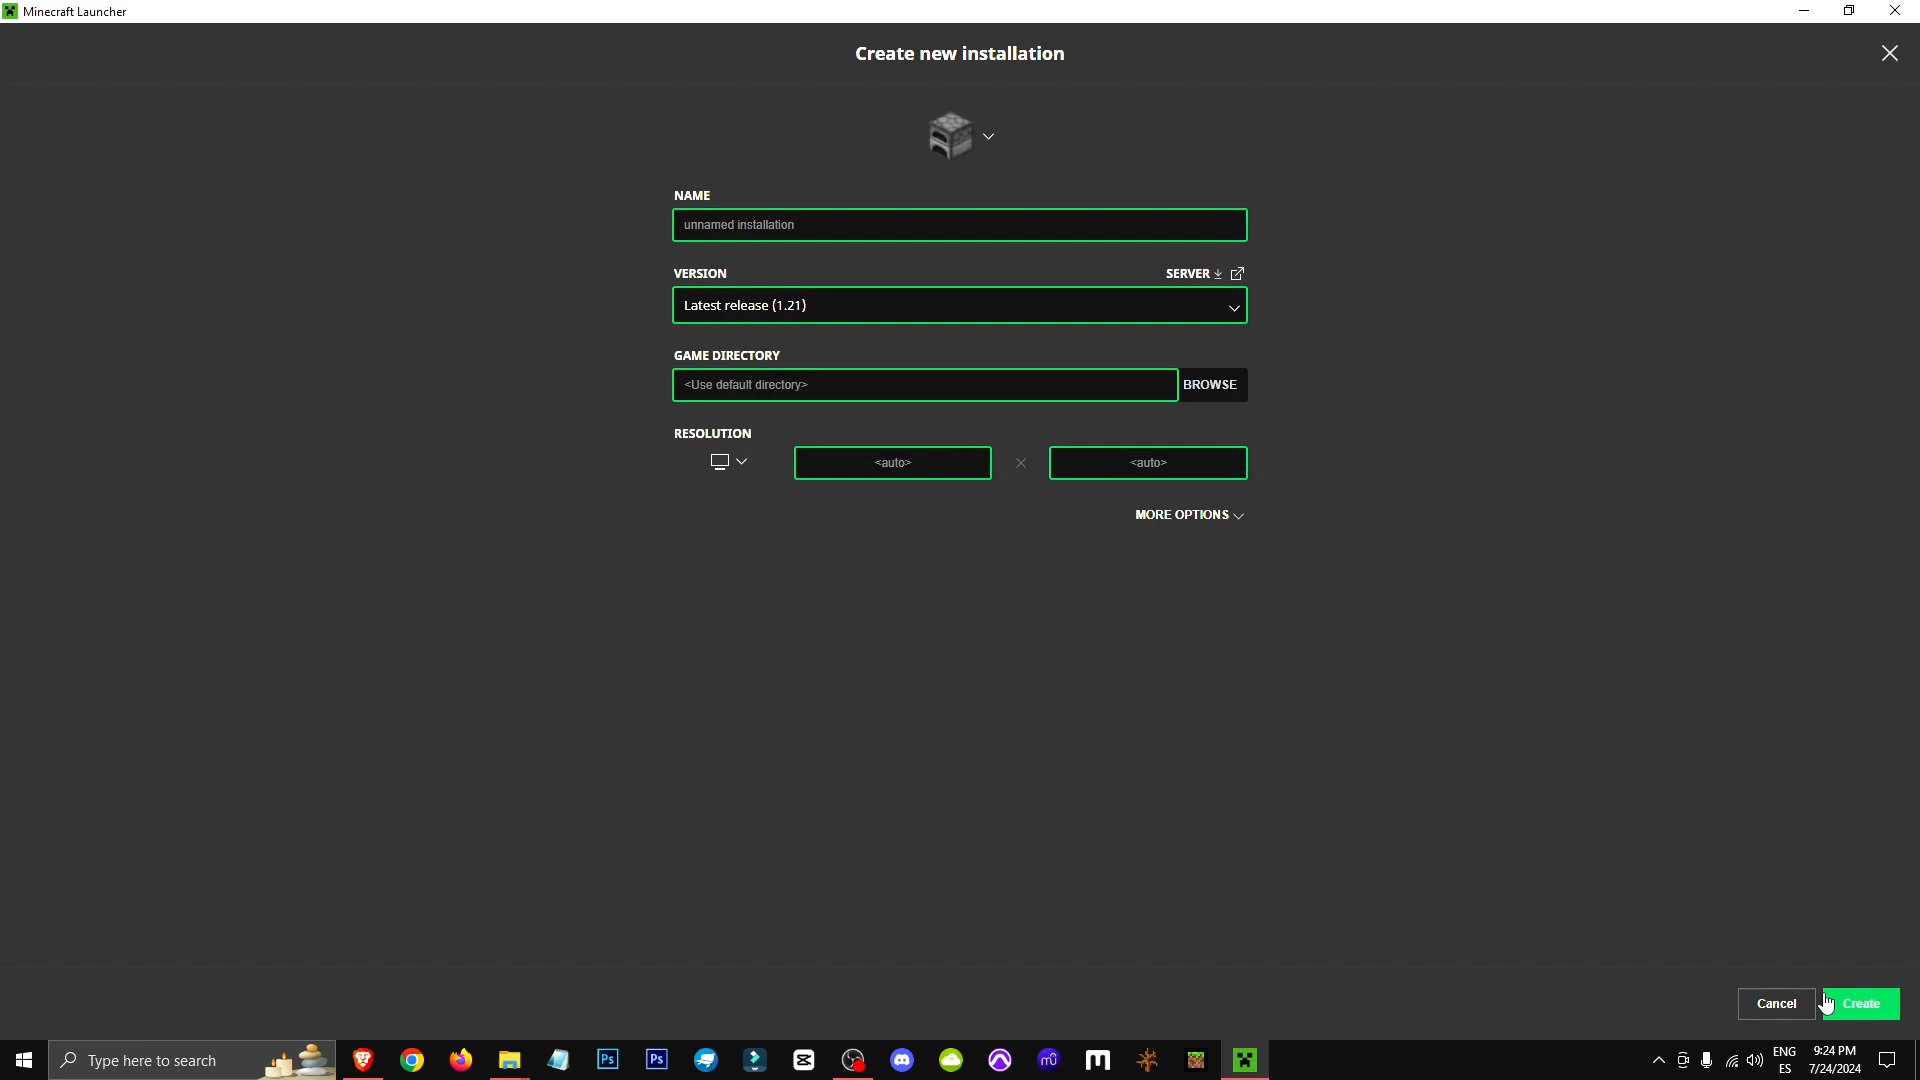 Minecraft Launcher
Create new installation
NAME
unnamed installation
VERSION
SERVER
Latest release (1.21)
GAME DIRECTORY
<Use default directory>
BROWSE
RESOLUTION
<auto>
<auto>
MORE OPTIONS
Cancel
Create
Type here to search
Ps
Ps
ENG
ES
9:24 PM
7/24/2024